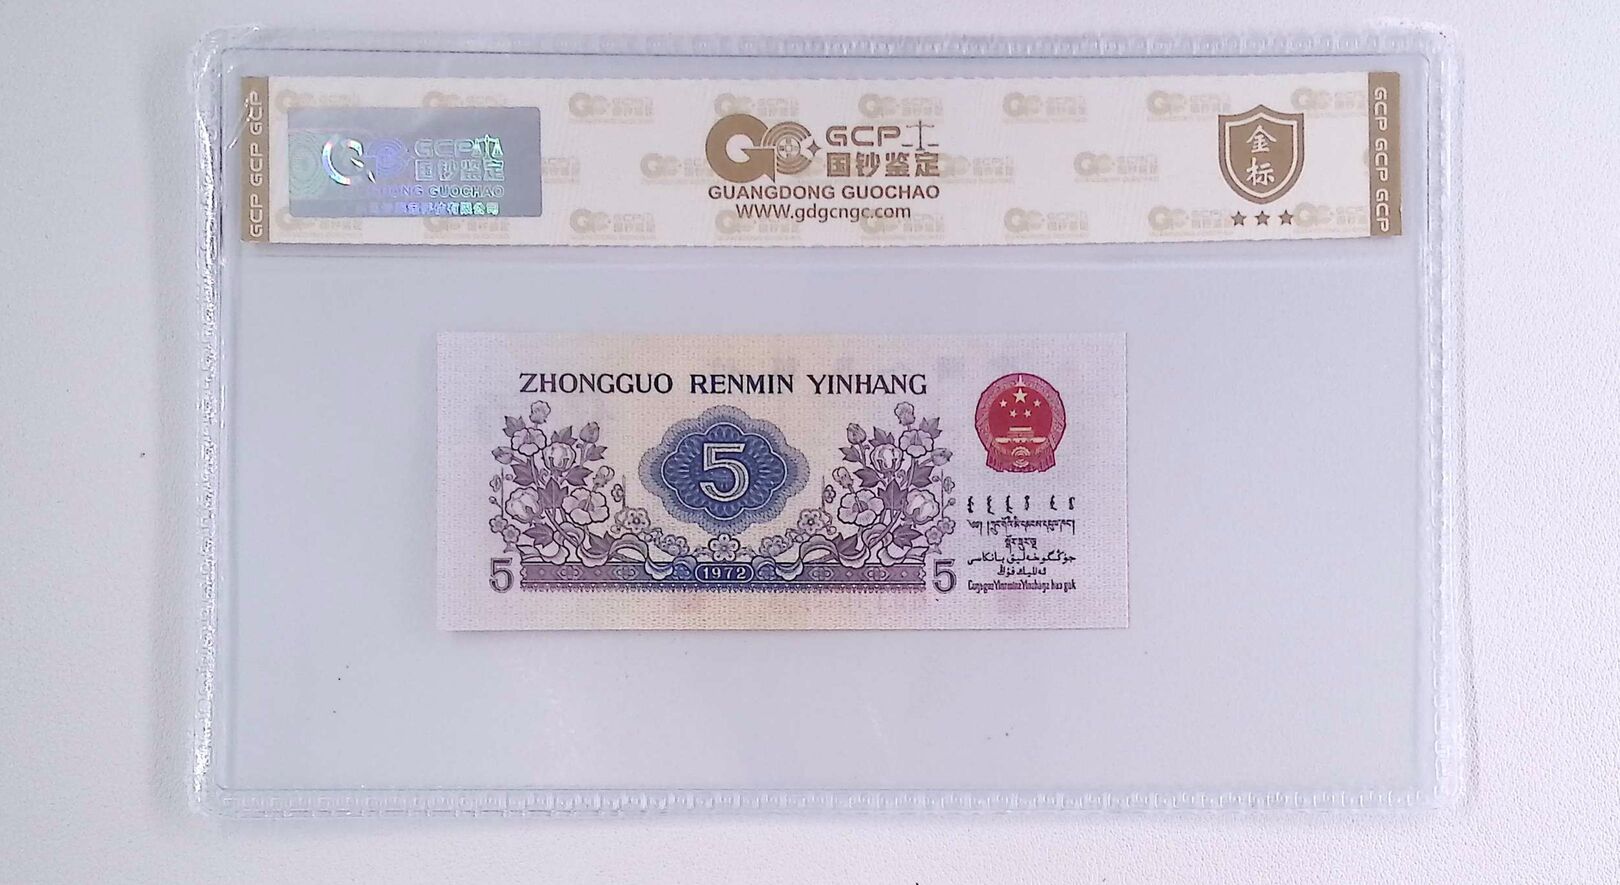 GCP GCP GCP
GCP
国钞鉴定
GUANGDONG GUOCHAO
GCP
国钞鉴定
GUANGDONG GUOCHAO
WWW.gdgcngc.com
金
标
GCP GCP GCP
ZHONGGUO RENMIN YINHANG
5
5
1972
5